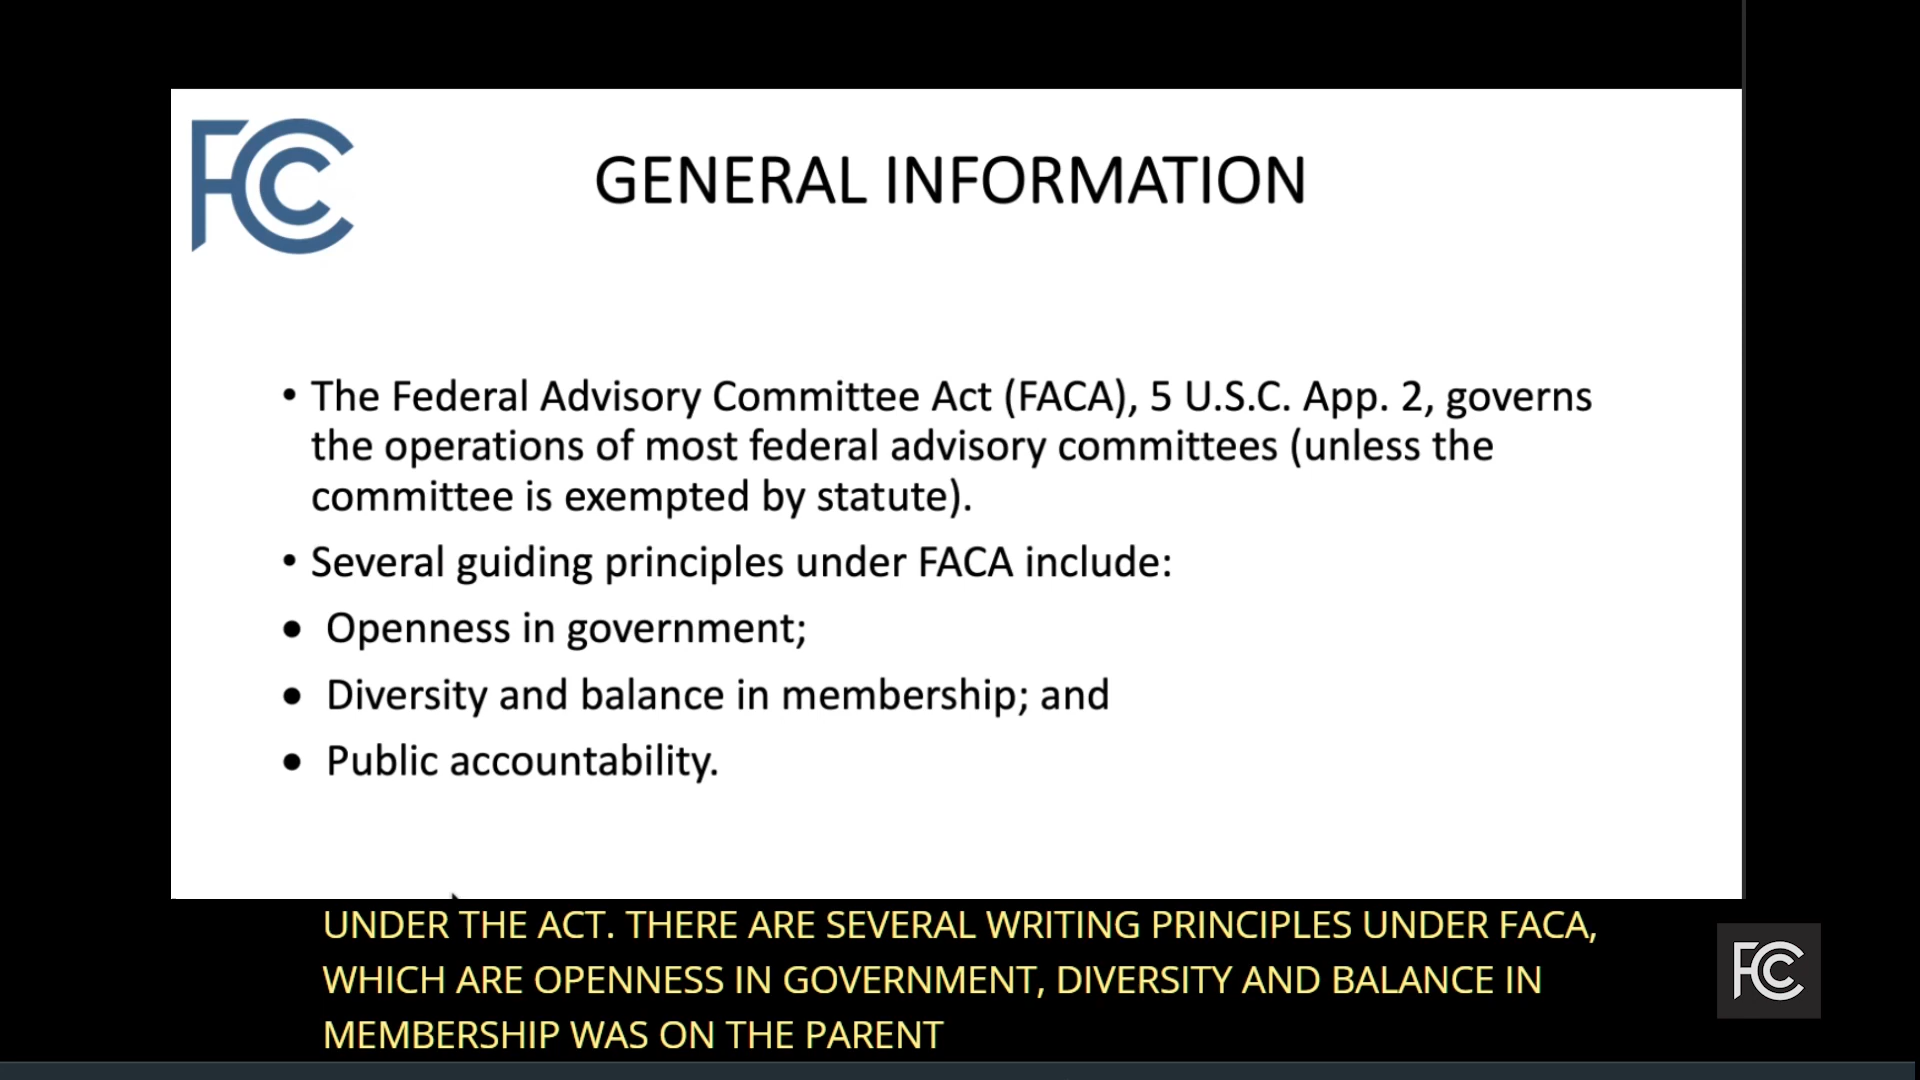 FCC
GENERAL INFORMATION
• The Federal Advisory Committee Act (FACA), 5 U.S.C. App. 2, governs
the operations of most federal advisory committees (unless the
committee is exempted by statute).
• Several guiding principles under FACA include:
• Openness in government;
• Diversity and balance in membership; and
• Public accountability.
UNDER THE ACT. THERE ARE SEVERAL WRITING PRINCIPLES UNDER FACA,
WHICH ARE OPENNESS IN GOVERNMENT, DIVERSITY AND BALANCE IN
MEMBERSHIP WAS ON THE PARENT
FCC